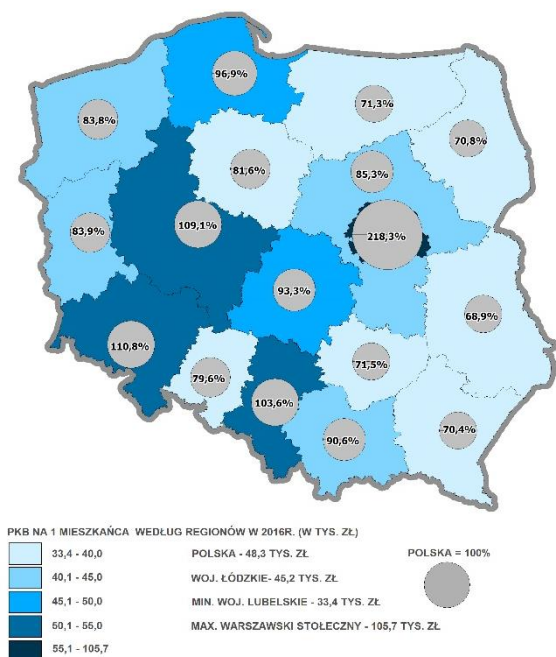 96,9%
71,3%
83,8%
70,8%
81,6%
85,3%
83,9%
109,1%
218,3%
93,3%
68,9%
110,8%
71,5%
79,6%
103,6%
90,6%
70,4%
PKB NA 1 MIESZKAŃCA WEDŁUG REGIONÓW W 2016R. (W TYS. ZŁ)
33,4 - 40,0 POLSKA - 48,3 TYS. ZŁ POLSKA = 100%
40,1 - 45,0 WOJ. ŁÓDZKIE- 45,2 TYS. ZŁ
45,1 - 50,0 MIN. WOJ. LUBELSKIE - 33,4 TYS. ZŁ
50,1 - 55,0 MAX. WARSZAWSKI STOŁECZNY - 105,7 TYS. ZŁ
55,1 - 105,7